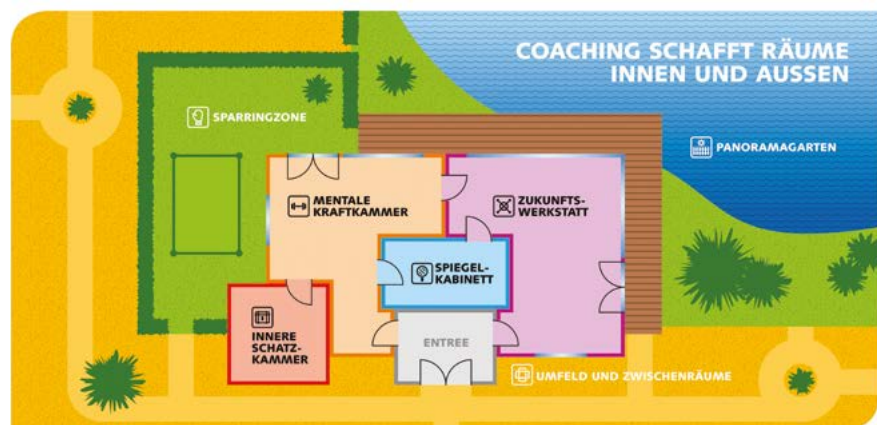 COACHING SCHAFFT RÄUME
INNEN UND AUSSEN
SPARRINGZONE
PANORAMAGARTEN
MENTALE
KRAFTKAMMER
ZUKUNFTS-
WERKSTATT
SPIEGEL-
KABINETT
INNERE
SCHATZ-
KAMMER
ENTREE
UMFELD UND ZWISCHENRÄUME